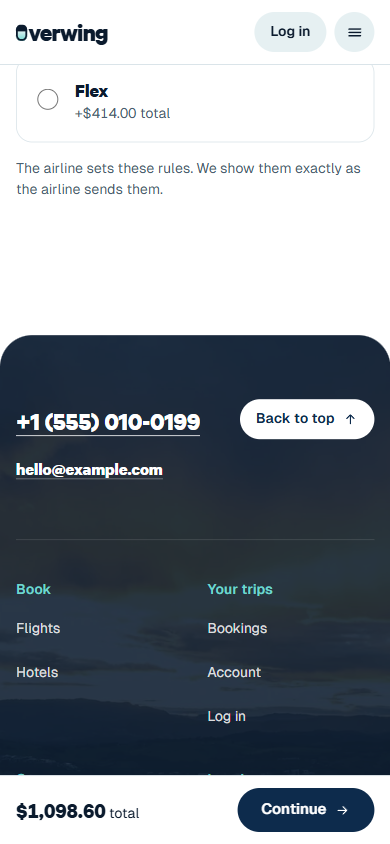 Overwing
Log in
Flex
+$414.00 total
The airline sets these rules. We show them exactly as
the airline sends them.
+1 (555) 010-0199
Back to top
hello@example.com
Book
Your trips
Flights
Bookings
Hotels
Account
Log in
$1,098.60 total
Continue